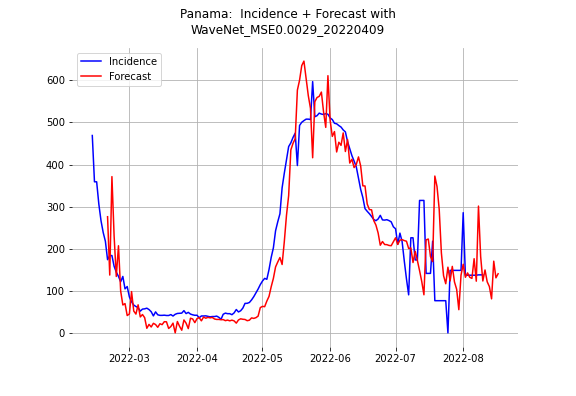 Panama:  Incidence + Forecast with
WaveNet_MSE0.0029_20220409
Incidence
Forecast
600
500
400
300
200
100
0
2022-03 2022-04 2022-05 2022-06 2022-07 2022-08